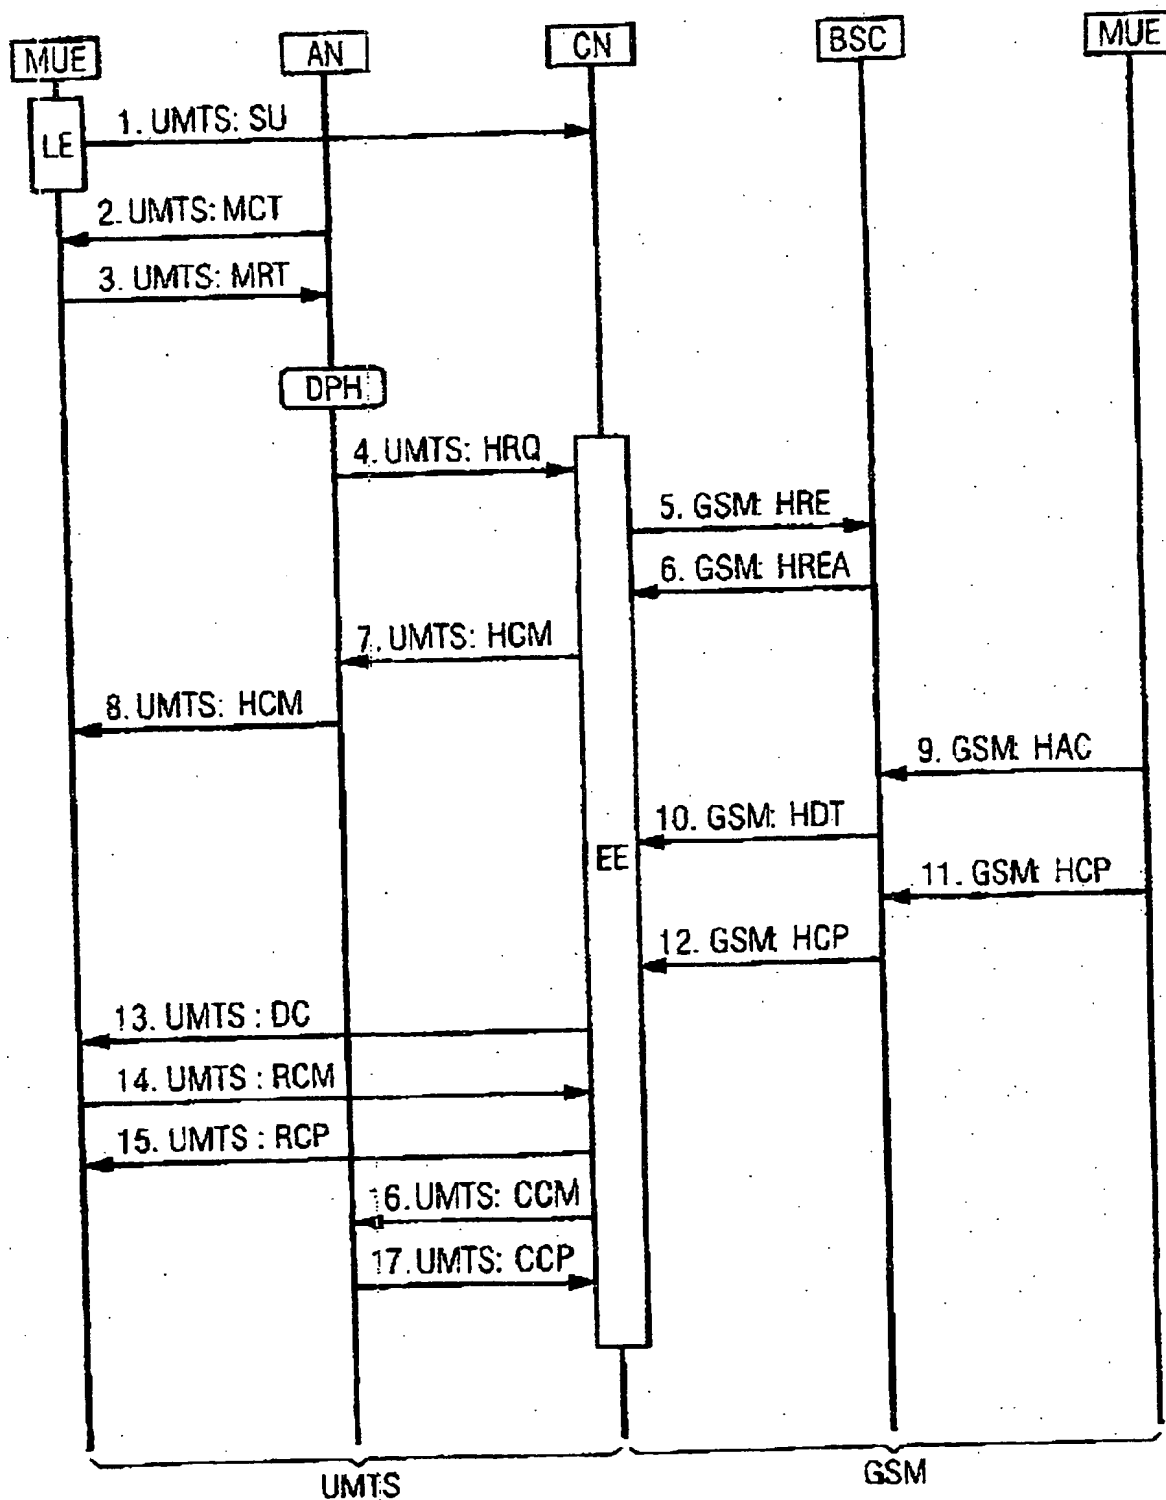 MUE
AN
CN
BSC
MUE
LE
1. UMTS: SU
2. UMTS: MCT
3. UMTS: MRT
DPH
4. UMTS: HRQ
5. GSM: HRE
6. GSM: HREA
7. UMTS: HCM
8. UMTS: HCM
9. GSM: HAC
10. GSM: HDT
EE
11. GSM: HCP
12. GSM: HCP
13. UMTS : DC
14. UMTS : RCM
15. UMTS : RCP
16. UMTS: CCM
17. UMTS: CCP
UMTS
GSM